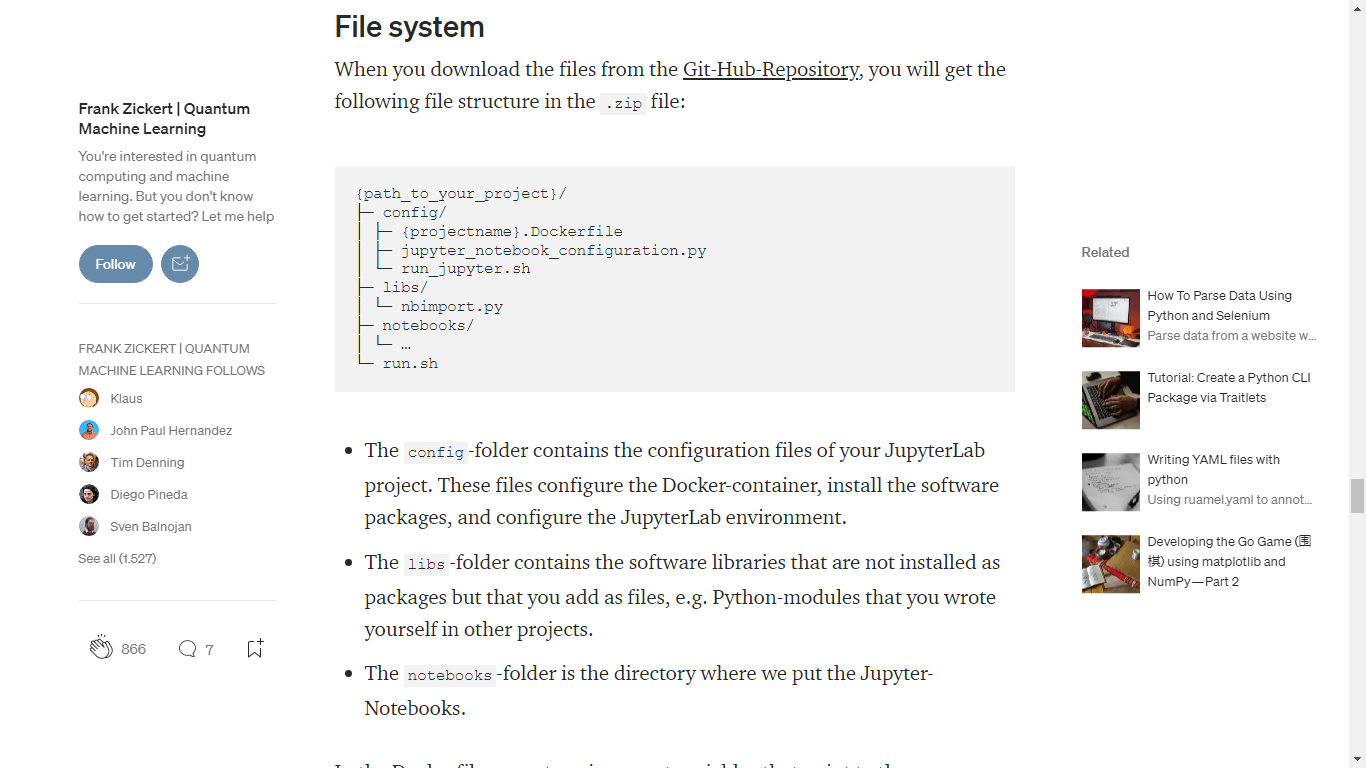 File system
When you download the files from the Git-Hub-Repository, you will get the
following file structure in the .zip file:
Frank Zickert | Quantum
Machine Learning
You're interested in quantum
computing and machine
learning. But you don't know
how to get started? Let me help
Follow
FRANK ZICKERT | QUANTUM
MACHINE LEARNING FOLLOWS
Klaus
John Paul Hernandez
Tim Denning
Diego Pineda
Sven Balnojan
See all (1.527)
866
7
{path_to_your_project}/
├─ config/
│ ├─ {projectname}.Dockerfile
│ ├─ jupyter_notebook_configuration.py
│ └─ run_jupyter.sh
├─ libs/
│ └─ nbimport.py
├─ notebooks/
│ └─ …
└─ run.sh
• The config-folder contains the configuration files of your JupyterLab
project. These files configure the Docker-container, install the software
packages, and configure the JupyterLab environment.
• The libs-folder contains the software libraries that are not installed as
packages but that you add as files, e.g. Python-modules that you wrote
yourself in other projects.
• The notebooks-folder is the directory where we put the Jupyter-
Notebooks.
Related
How To Parse Data Using
Python and Selenium
Parse data from a website w...
Tutorial: Create a Python CLI
Package via Traitlets
Writing YAML files with
python
Using ruamel.yaml to annot...
Developing the Go Game (围
棋) using matplotlib and
NumPy — Part 2